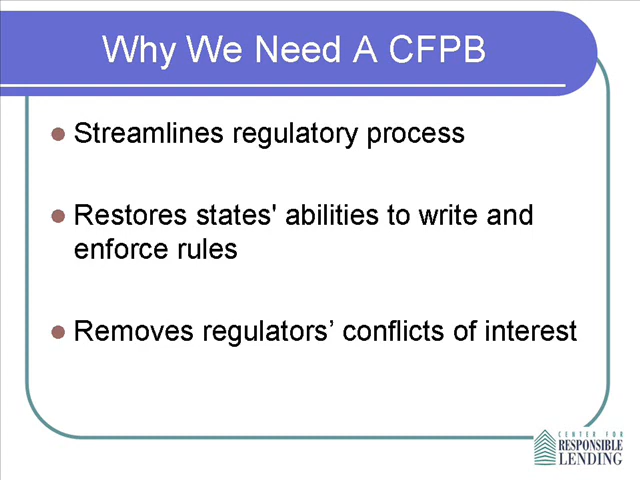 Why We Need A CFPB
Streamlines regulatory process
Restores states' abilities to write and
enforce rules
Removes regulators’ conflicts of interest
CENTER FOR
RESPONSIBLE
LENDING